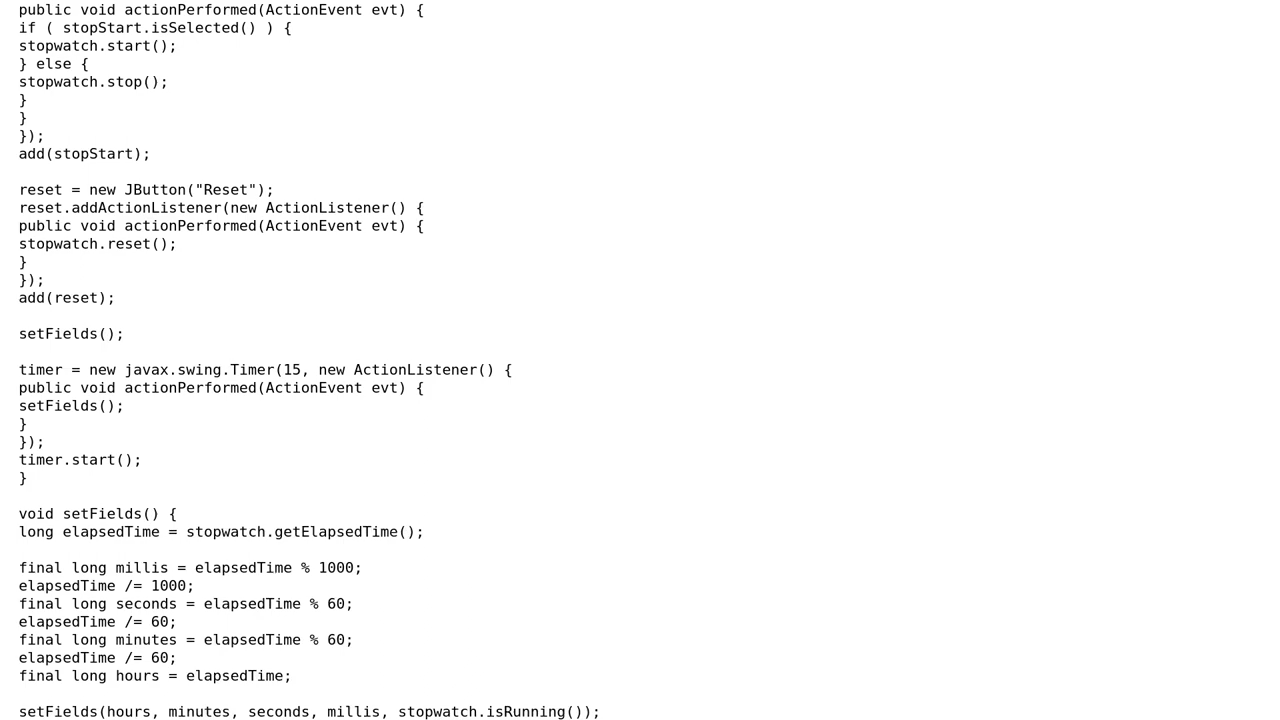 public void actionPerformed(ActionEvent evt) {
if ( stopStart.isSelected() ) {
stopwatch.start();
} else {
stopwatch.stop();
}
}
});
add(stopStart);

reset = new JButton("Reset");
reset.addActionListener(new ActionListener() {
public void actionPerformed(ActionEvent evt) {
stopwatch.reset();
}
});
add(reset);

setFields();

timer = new javax.swing.Timer(15, new ActionListener() {
public void actionPerformed(ActionEvent evt) {
setFields();
}
});
timer.start();
}

void setFields() {
long elapsedTime = stopwatch.getElapsedTime();

final long millis = elapsedTime % 1000;
elapsedTime /= 1000;
final long seconds = elapsedTime % 60;
elapsedTime /= 60;
final long minutes = elapsedTime % 60;
elapsedTime /= 60;
final long hours = elapsedTime;

setFields(hours, minutes, seconds, millis, stopwatch.isRunning());